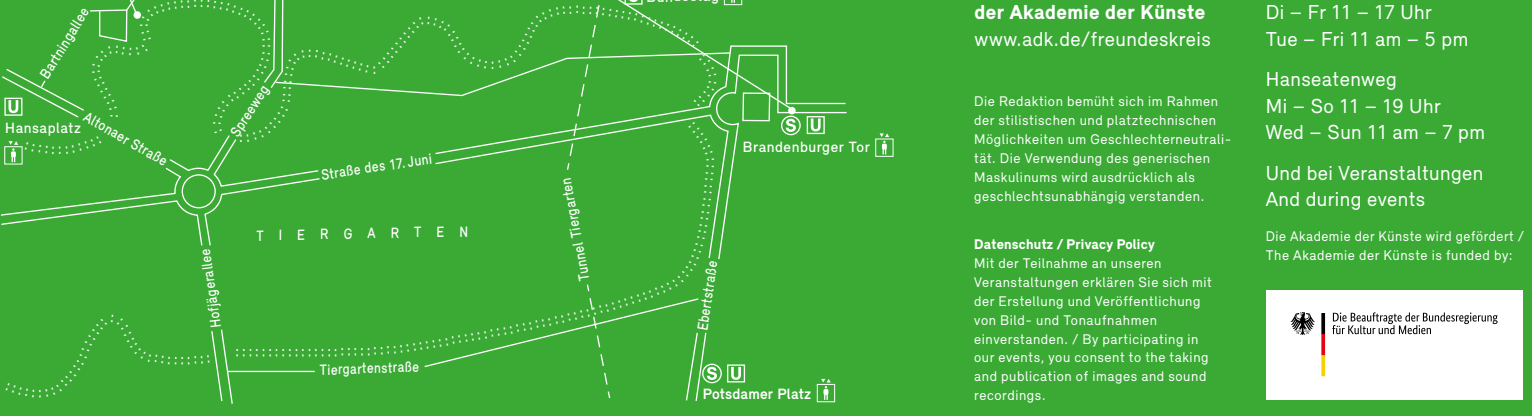 Bundestag
Bartningallee
U
Hansaplatz
Altonaer Straße
Spreeweg
Straße des 17. Juni
S U
Brandenburger Tor
TIERGARTEN
Tunnel Tiergarten
Hofjägerallee
Ebertstraße
Tiergartenstraße
S U
Potsdamer Platz
der Akademie der Künste
www.adk.de/freundeskreis
Die Redaktion bemüht sich im Rahmen
der stilistischen und platztechnischen
Möglichkeiten um Geschlechterneutrali-
tät. Die Verwendung des generischen
Maskulinums wird ausdrücklich als
geschlechtsunabhängig verstanden.
Datenschutz / Privacy Policy
Mit der Teilnahme an unseren
Veranstaltungen erklären Sie sich mit
der Erstellung und Veröffentlichung
von Bild- und Tonaufnahmen
einverstanden. / By participating in
our events, you consent to the taking
and publication of images and sound
recordings.
Di – Fr 11 – 17 Uhr
Tue – Fri 11 am – 5 pm
Hanseatenweg
Mi – So 11 – 19 Uhr
Wed – Sun 11 am – 7 pm
Und bei Veranstaltungen
And during events
Die Akademie der Künste wird gefördert /
The Akademie der Künste is funded by:
Die Beauftragte der Bundesregierung
für Kultur und Medien